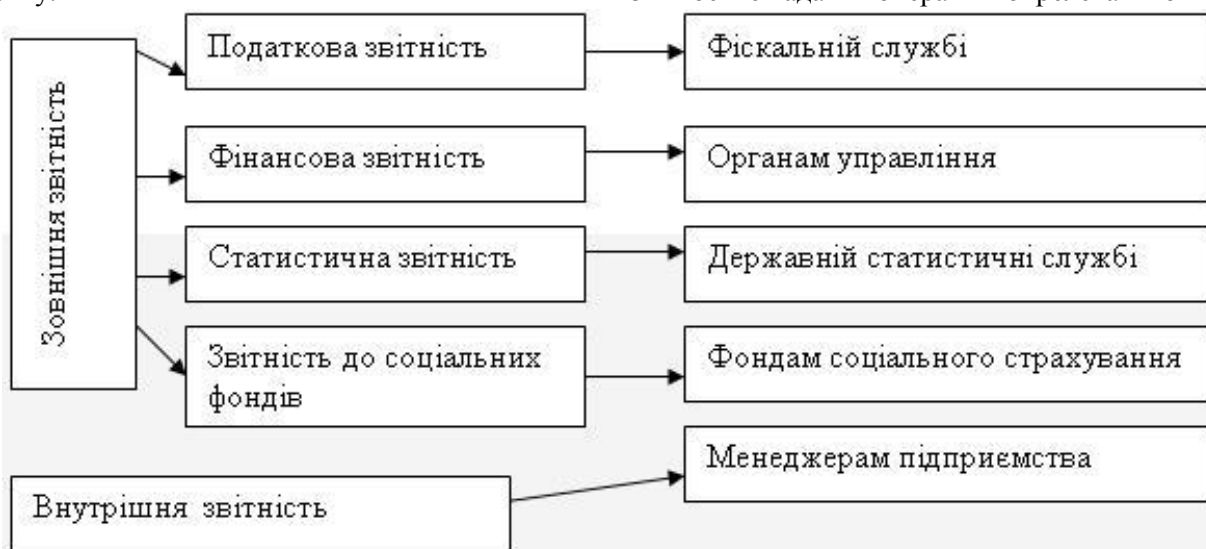 Податкова звітність
Фіскальній службі
Зовнішня звітність
Фінансова звітність
Органам управління
Статистична звітність
Державній статистичні службі
Звітність до соціальних
фондів
Фондам соціального страхування
Менеджерам підприємства
Внутрішня звітність